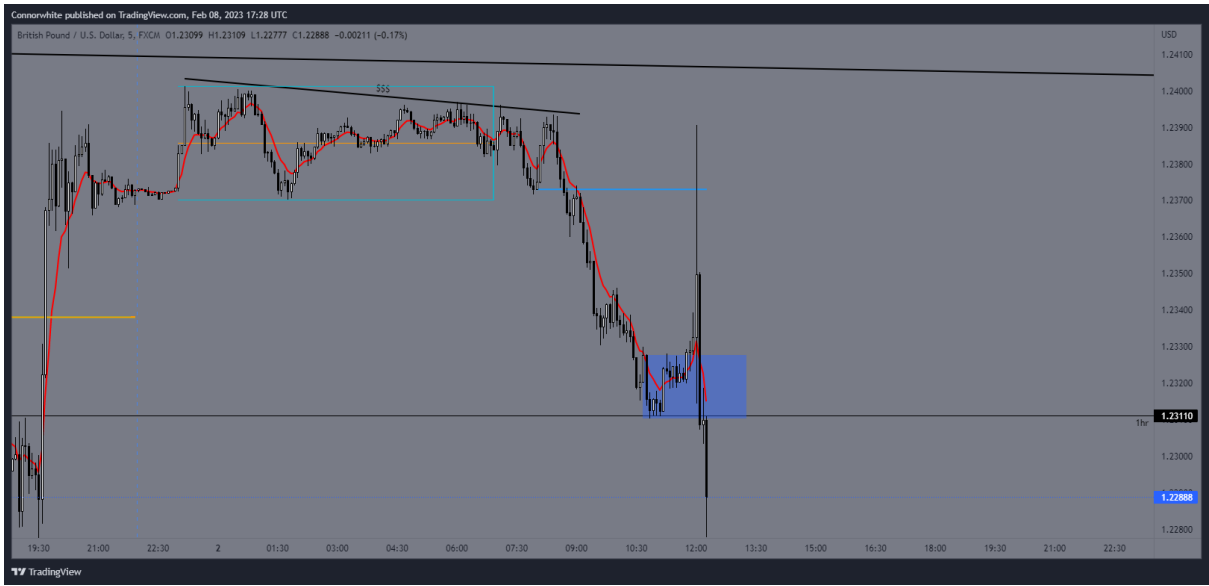 Connorwhite published on TradingView.com, Feb 08, 2023 17:28 UTC
British Pound / U.S. Dollar, 5, FXCM O1.23099 H1.23109 L1.22777 C1.22888 −0.00211 (−0.17%)
USD
1.24100
$$$
1.24000
1.23900
1.23800
1.23700
1.23600
1.23500
1.23400
1.23300
1.23200
1.23110
1hr
1.23000
1.22888
1.22800
19:30 21:00 22:30 2 01:30 03:00 04:30 06:00 07:30 09:00 10:30 12:00 13:30 15:00 16:30 18:00 19:30 21:00 22:30
TradingView